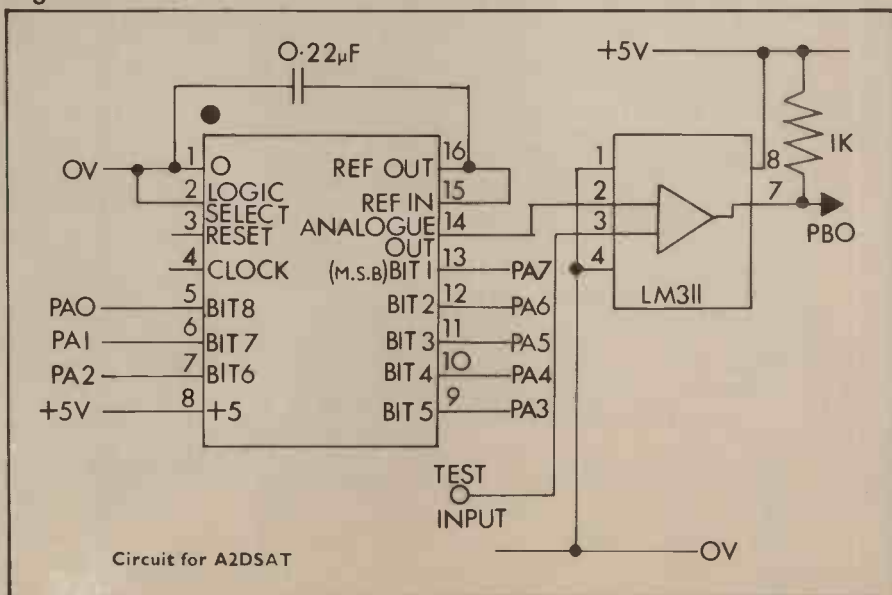 0·22µF
+5V
1K
0V
1 0
2 LOGIC SELECT
3 RESET
4 CLOCK
PA0 5 BIT8
PA1 6 BIT7
PA2 7 BIT6
+5V 8 +5
REF OUT 16
REF IN 15
ANALOGUE OUT 14
(M.S.B) BIT 1 13 PA7
BIT 2 12 PA6
BIT 3 11 PA5
BIT 4 10 PA4
BIT 5 9 PA3
1
2
3
4
8
7
PB0
LM311
TEST
INPUT
Circuit for A2DSAT
0V